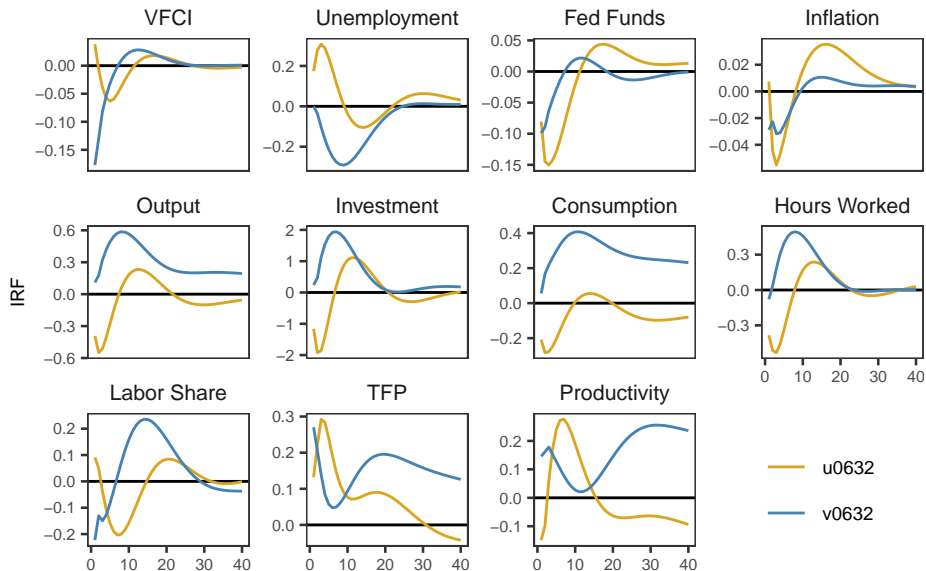 VFCI Unemployment Fed Funds Inflation
0.00 −0.05 −0.10 −0.15
0.2 0.0 −0.2
0.05 0.00 −0.05 −0.10 −0.15
0.02 0.00 −0.02 −0.04
Output Investment Consumption Hours Worked
IRF
0.6 0.3 0.0 −0.3 −0.6
2 1 0 −1 −2
0.4 0.2 0.0 −0.2
0.3 0.0 −0.3
0 10 20 30 40
Labor Share TFP Productivity
0.2 0.1 0.0 −0.1 −0.2
0.3 0.2 0.1 0.0
0.2 0.1 0.0 −0.1
u0632
v0632
0 10 20 30 40 0 10 20 30 40 0 10 20 30 40